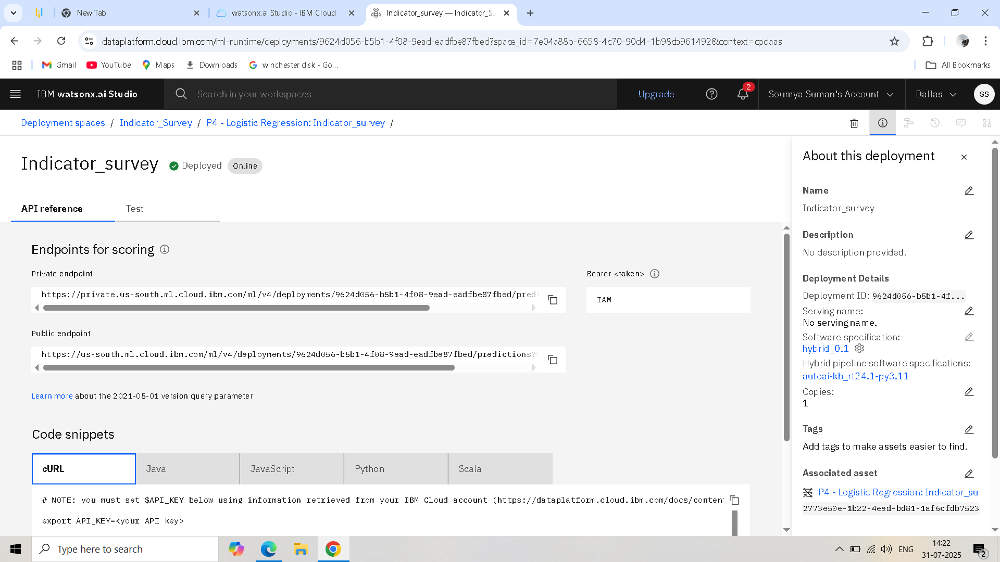 New Tab
watsonx.ai Studio - IBM Cloud
Indicator_survey — Indicator_Su
dataplatform.cloud.ibm.com/ml-runtime/deployments/9624d056-b5b1-4f08-9ead-eadfbe87fbed?space_id=7e04a88b-6658-4c70-90d4-1b98cb961492&context=cpdaas
Gmail
YouTube
Maps
Downloads
winchester disk - Go...
All Bookmarks
IBM watsonx.ai Studio
Search in your workspaces
Upgrade
2
Soumya Suman's Account
Dallas
SS
Deployment spaces / Indicator_Survey / P4 - Logistic Regression: Indicator_survey /
Indicator_survey
Deployed
Online
API reference
Test
Endpoints for scoring
Private endpoint
https://private.us-south.ml.cloud.ibm.com/ml/v4/deployments/9624d056-b5b1-4f08-9ead-eadfbe87fbed/predi
Bearer <token>
IAM
Public endpoint
https://us-south.ml.cloud.ibm.com/ml/v4/deployments/9624d056-b5b1-4f08-9ead-eadfbe87fbed/predictions?v
Learn more about the 2021-05-01 version query parameter
Code snippets
cURL
Java
JavaScript
Python
Scala
# NOTE: you must set $API_KEY below using information retrieved from your IBM Cloud account (https://dataplatform.cloud.ibm.com/docs/content
export API_KEY=<your API key>
About this deployment
Name
Indicator_survey
Description
No description provided.
Deployment Details
Deployment ID: 9624d056-b5b1-4f...
Serving name:
No serving name.
Software specification:
hybrid_0.1
Hybrid pipeline software specifications:
autoai-kb_rt24.1-py3.11
Copies:
1
Tags
Add tags to make assets easier to find.
Associated asset
P4 - Logistic Regression: Indicator_su
2773e50e-1b22-4eed-bd81-1af6cfdb7523
Type here to search
ENG
14:22
31-07-2025
2